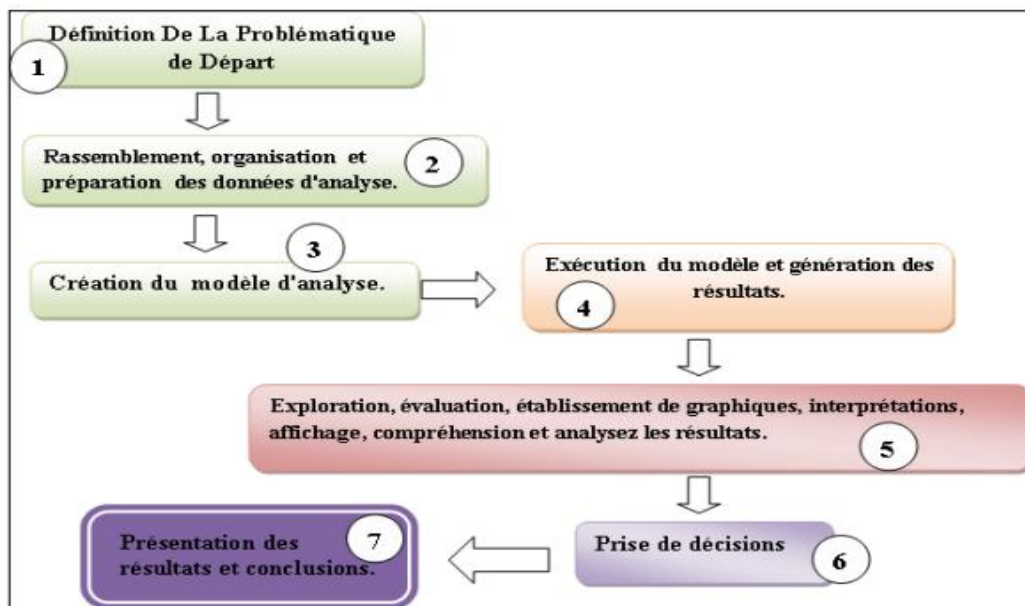 Définition De La Problématique
de Départ
1
Rassemblement, organisation et
préparation des données d'analyse.
2
3
Création du modèle d'analyse.
Exécution du modèle et génération des
résultats.
4
Exploration, évaluation, établissement de graphiques, interprétations,
affichage, compréhension et analysez les résultats.
5
Prise de décisions
6
Présentation des
résultats et conclusions.
7